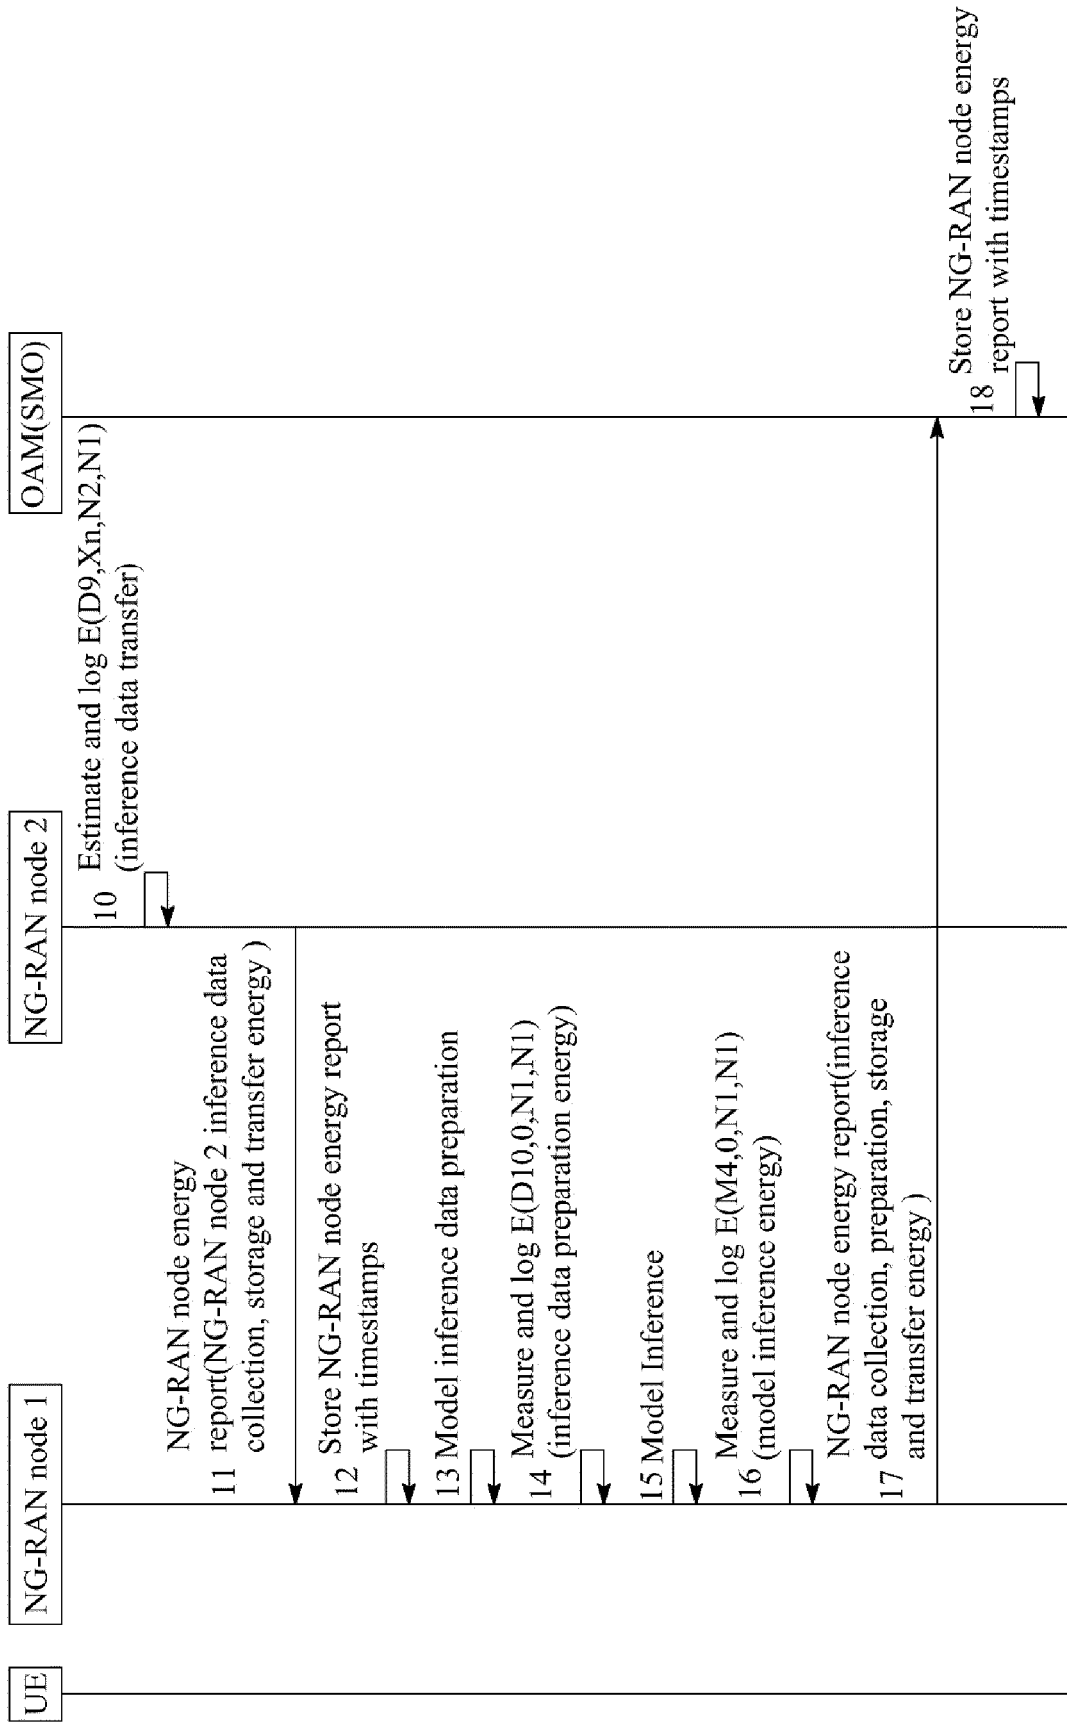 UE
NG-RAN node 1
NG-RAN node 2
OAM(SMO)
10
Estimate and log E(D9,Xn,N2,N1)
(inference data transfer)
NG-RAN node energy
11
report(NG-RAN node 2 inference data
collection, storage and transfer energy )
12
Store NG-RAN node energy report
with timestamps
13 Model inference data preparation
14
Measure and log E(D10,0,N1,N1)
(inference data preparation energy)
15 Model Inference
16
Measure and log E(M4,0,N1,N1)
(model inference energy)
NG-RAN node energy report(inference
17
data collection, preparation, storage
and transfer energy )
18
Store NG-RAN node energy
report with timestamps